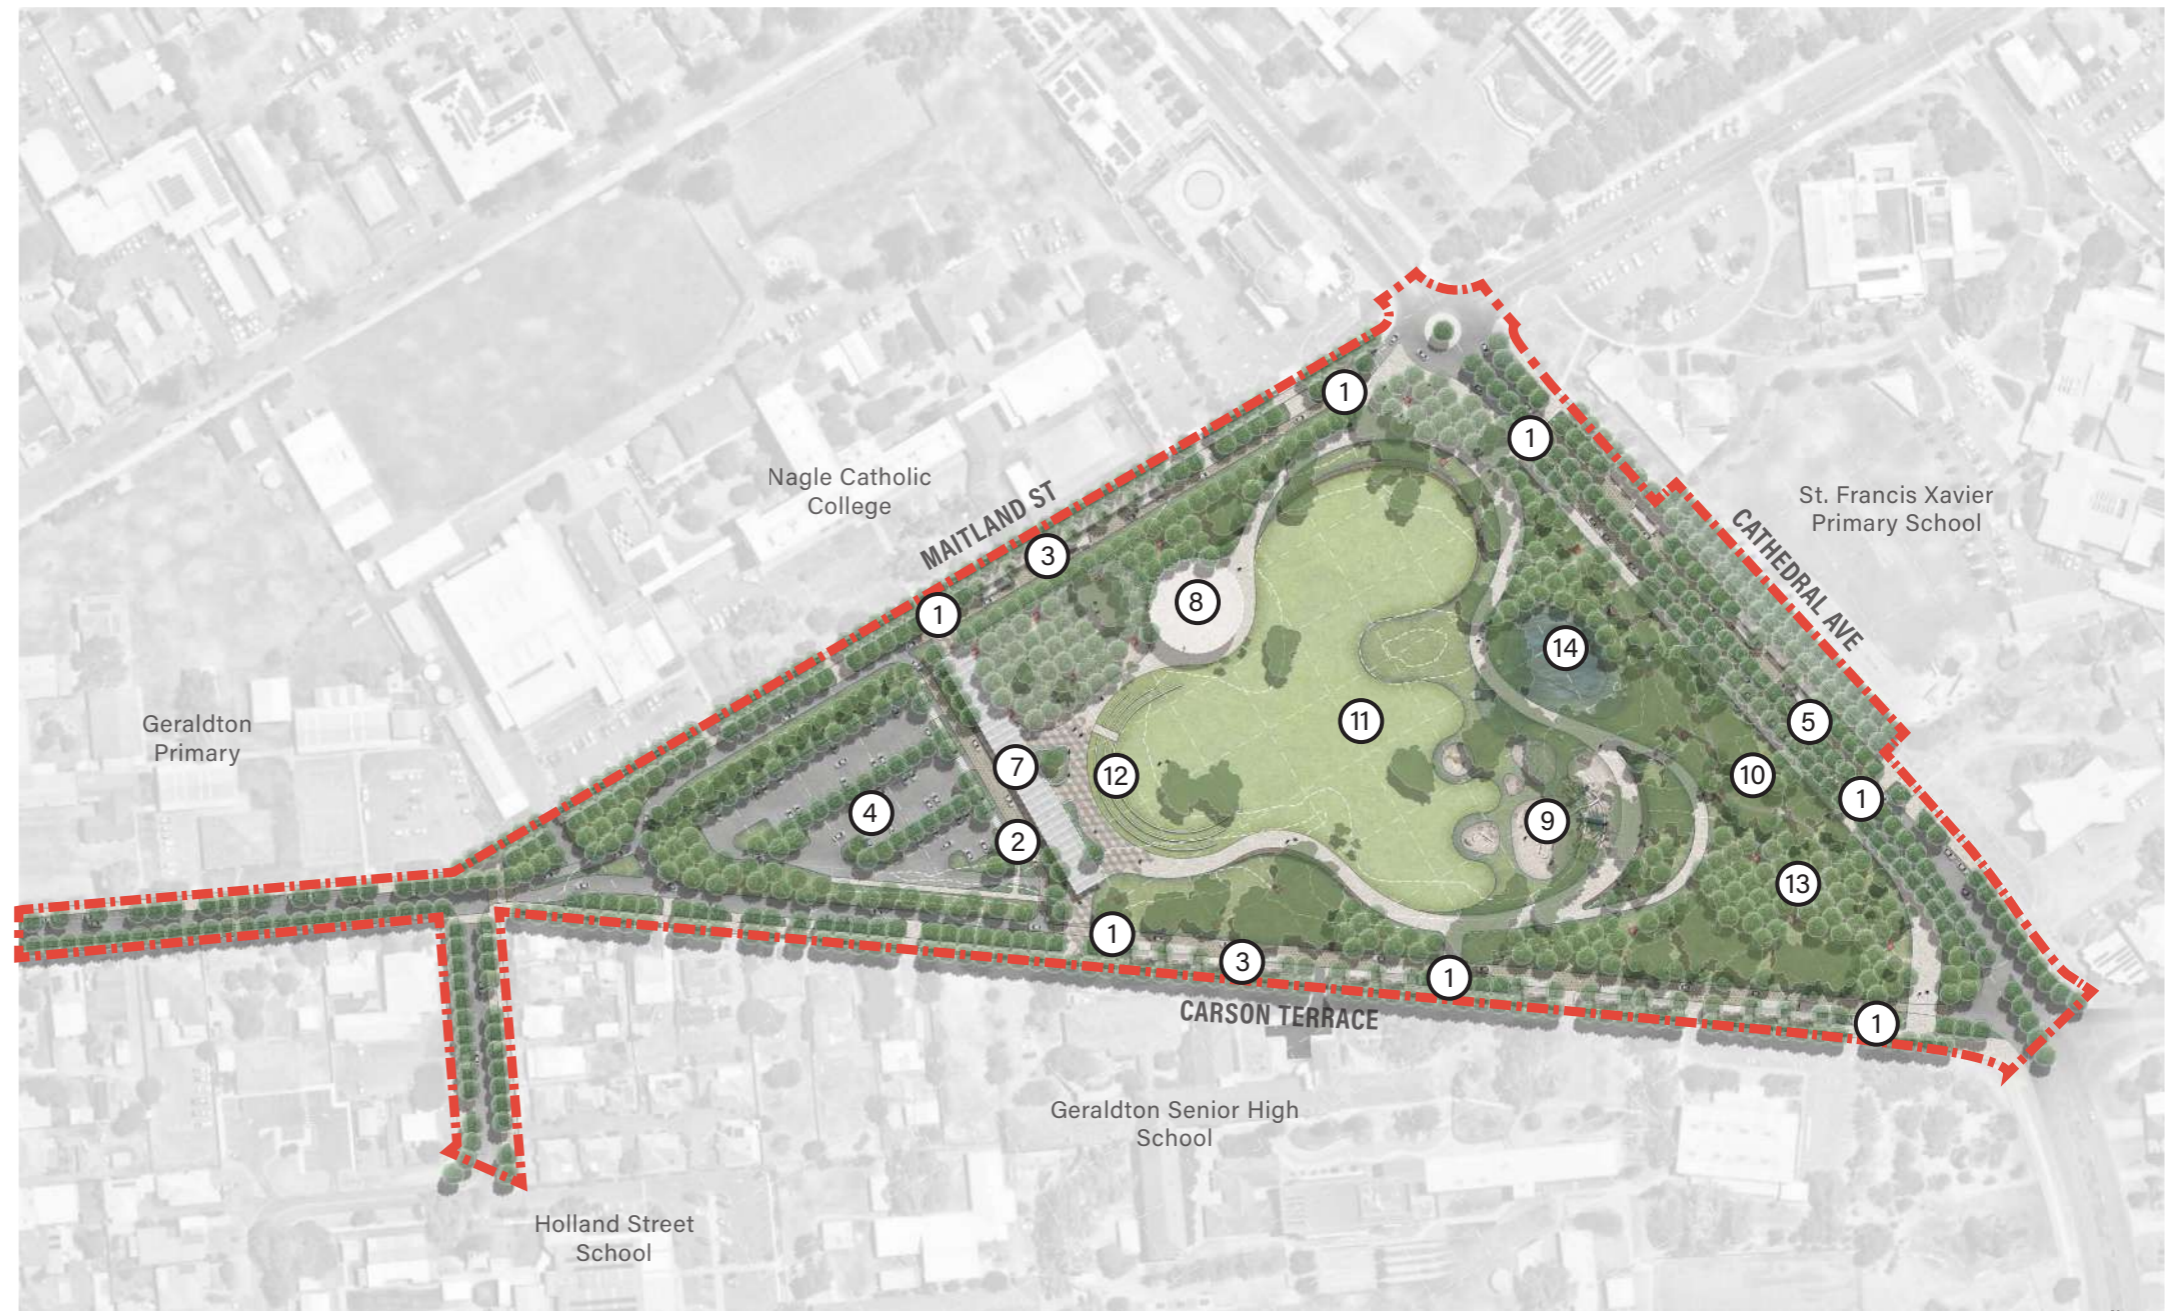 1
1
Nagle Catholic
College
MAITLAND ST
St. Francis Xavier
Primary School
CATHEDRAL AVE
3
8
1
14
Geraldton
Primary
11
5
7
12
10
1
4
9
2
13
1
3
1
CARSON TERRACE
1
Geraldton Senior High
School
Holland Street
School